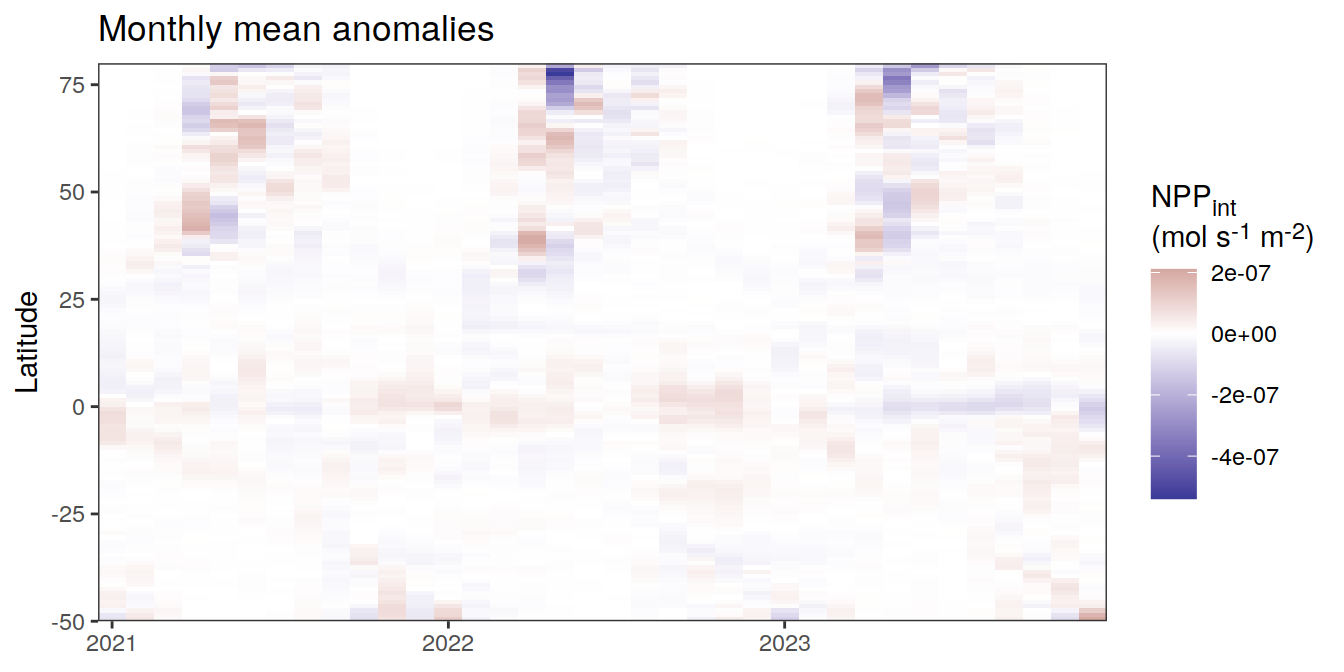 Monthly mean anomalies
Latitude
75
50
25
0
-25
-50
2021
2022
2023
NPPint
(mol s-1 m-2)
2e-07
0e+00
-2e-07
-4e-07